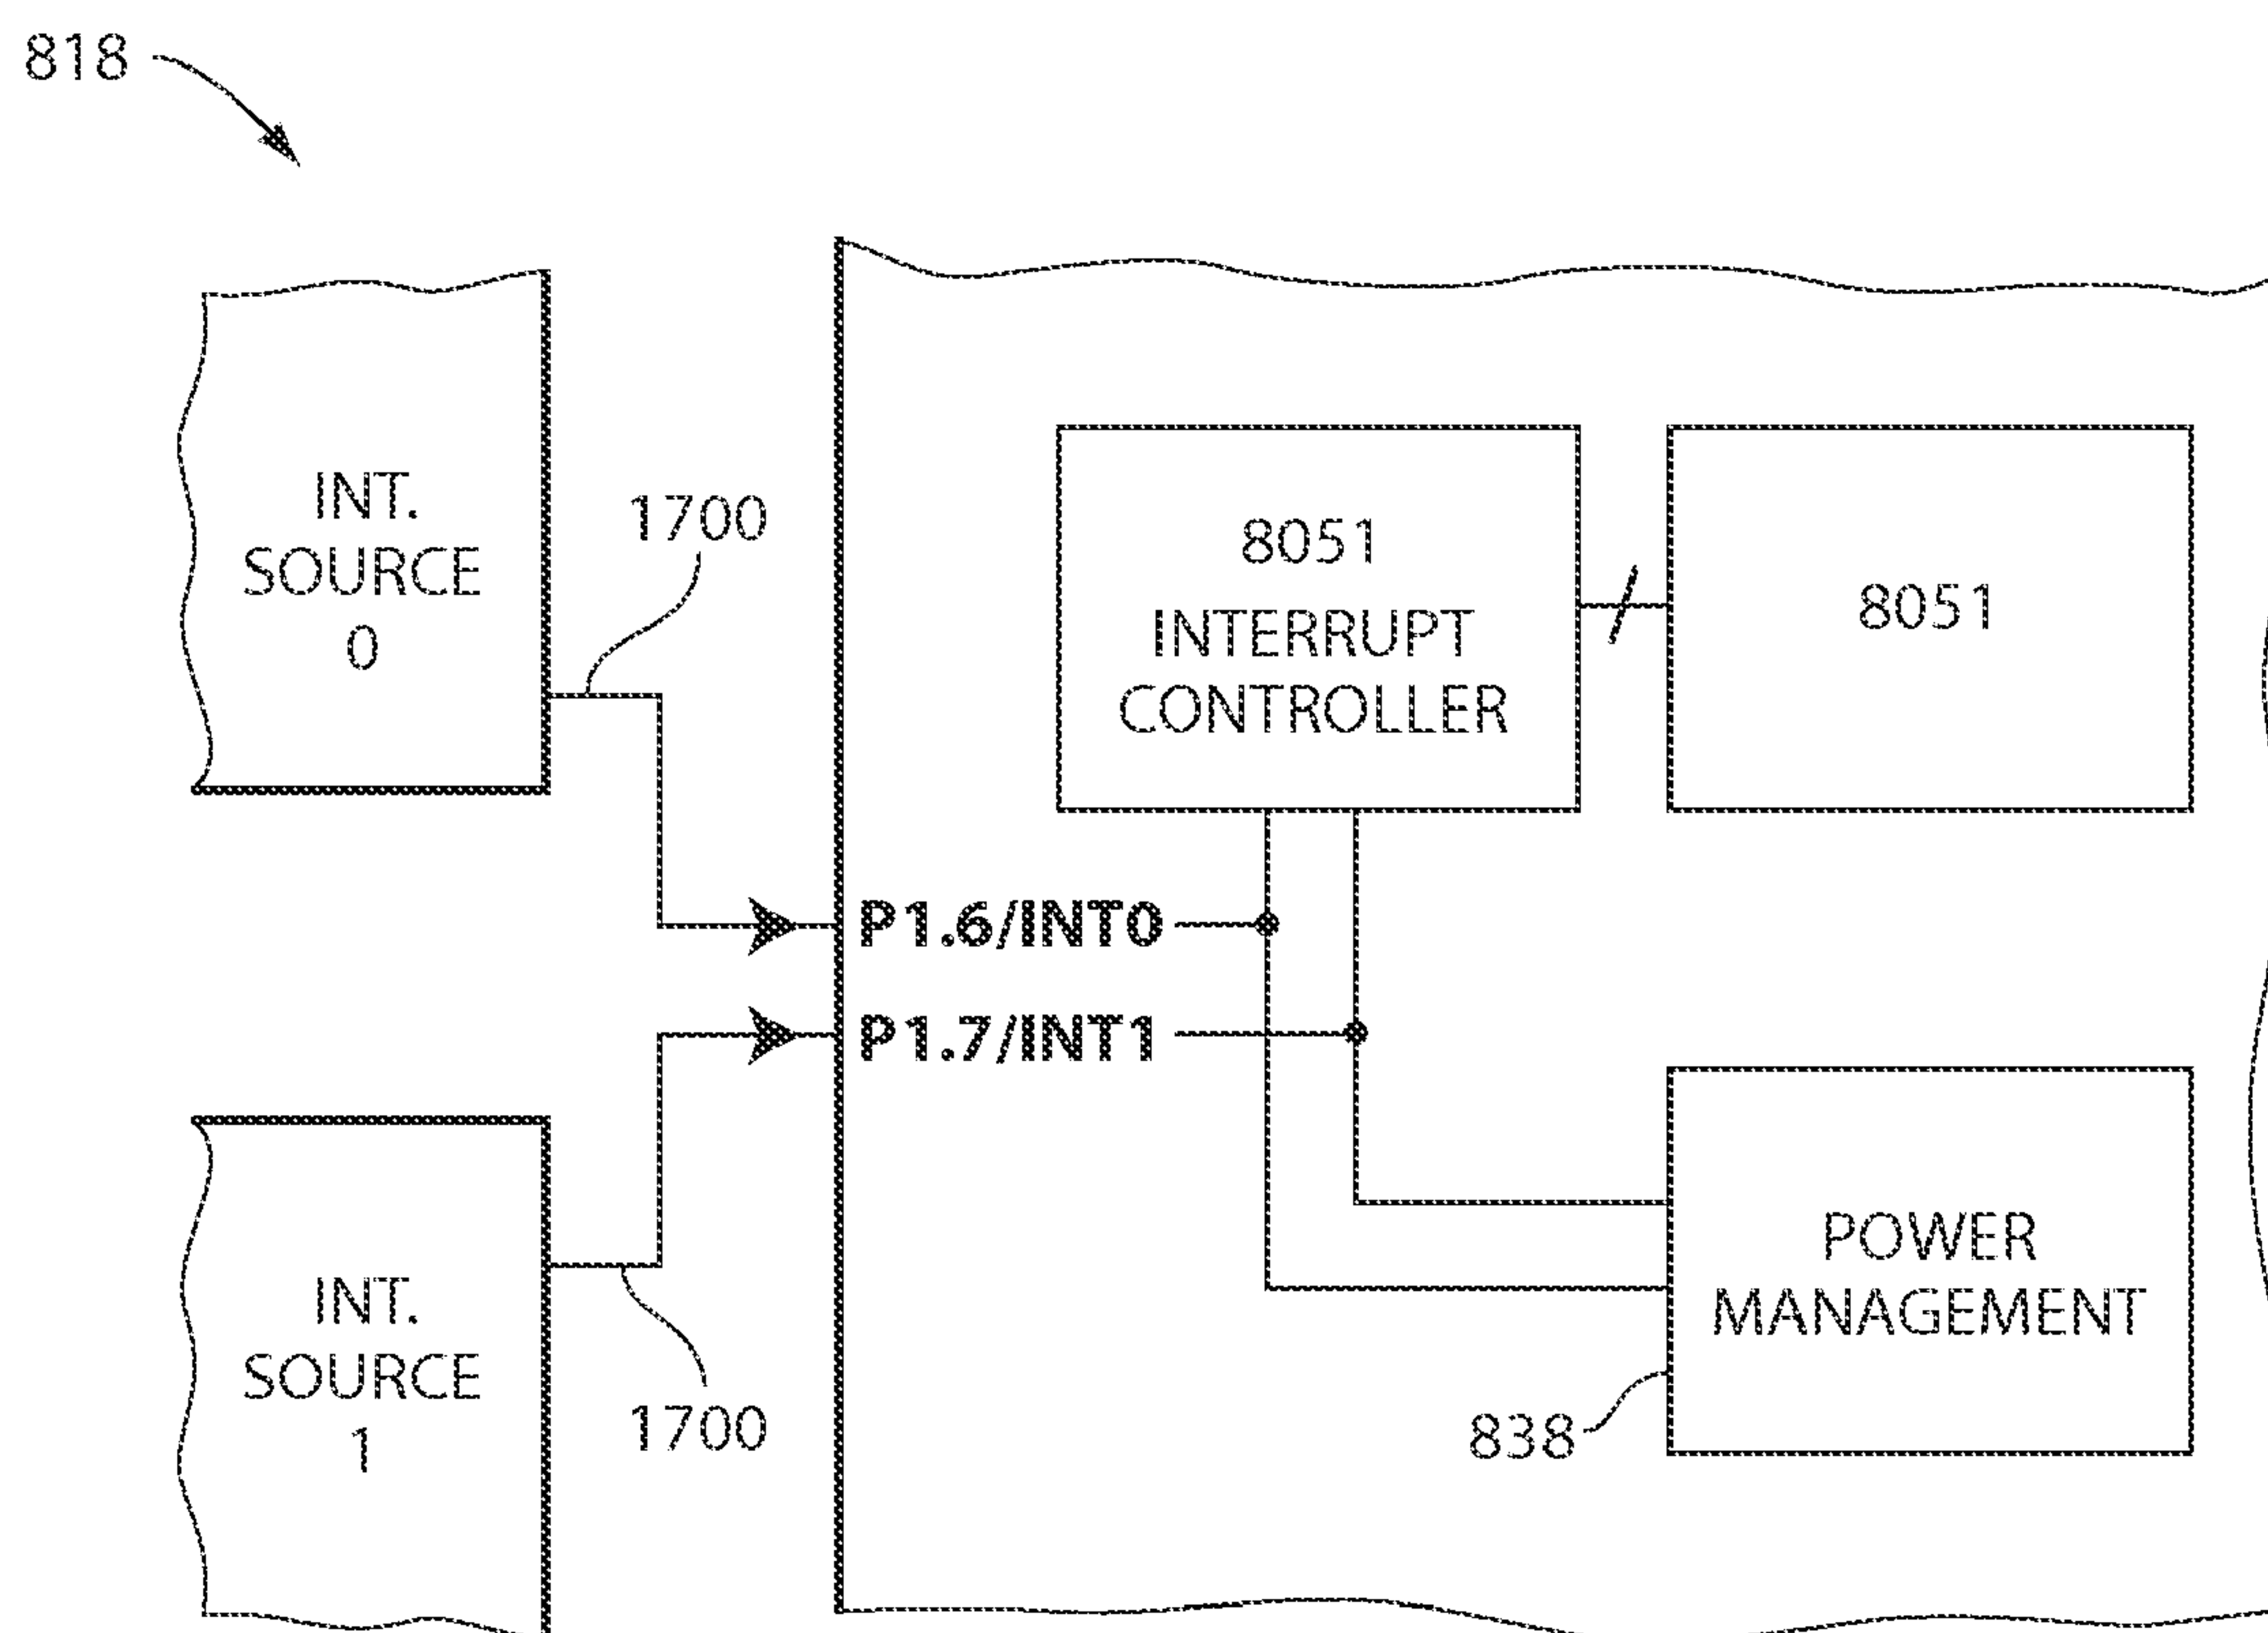 818
INT.
SOURCE
0
1700
8051
INTERRUPT
CONTROLLER
8051
P1.6/INT0
P1.7/INT1
INT.
SOURCE
1
1700
POWER
MANAGEMENT
838